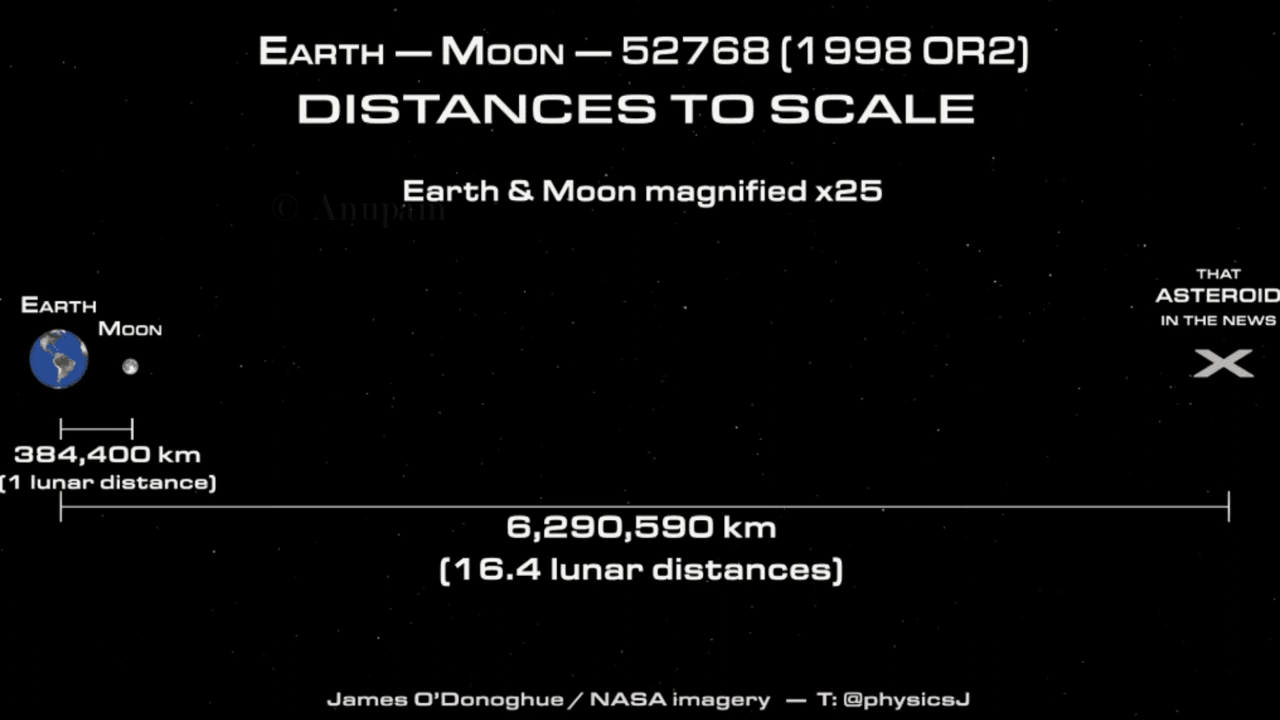 EARTH — MOON — 52768 (1998 OR2)
DISTANCES TO SCALE
Earth & Moon magnified x25
© Anupam
THAT
ASTEROID
IN THE NEWS
EARTH
MOON
384,400 km
(1 lunar distance)
6,290,590 km
(16.4 lunar distances)
James O'Donoghue / NASA imagery — T: @physicsJ